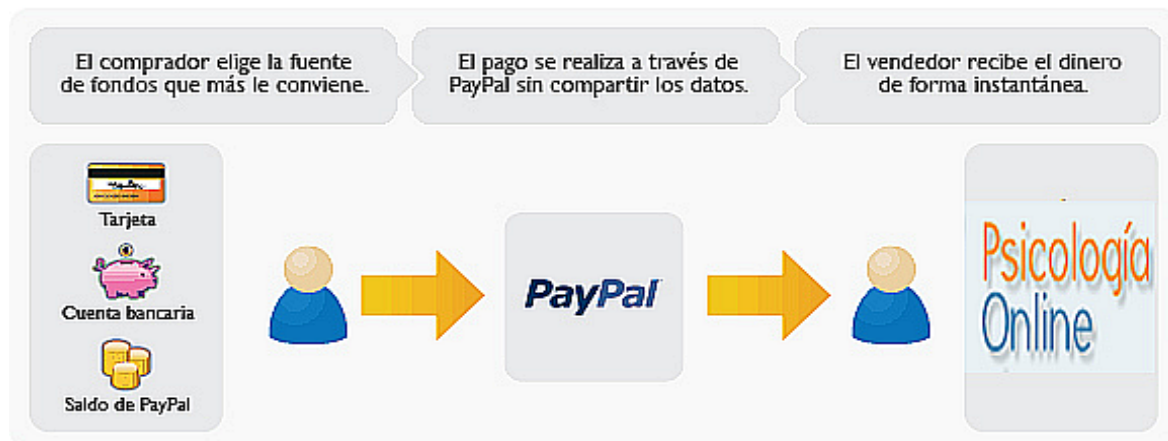 El comprador elige la fuente
de fondos que más le conviene.
El pago se realiza a través de
PayPal sin compartir los datos.
El vendedor recibe el dinero
de forma instantánea.
Tarjeta
Cuenta bancaria
Saldo de PayPal
PayPal
Psicología
Online